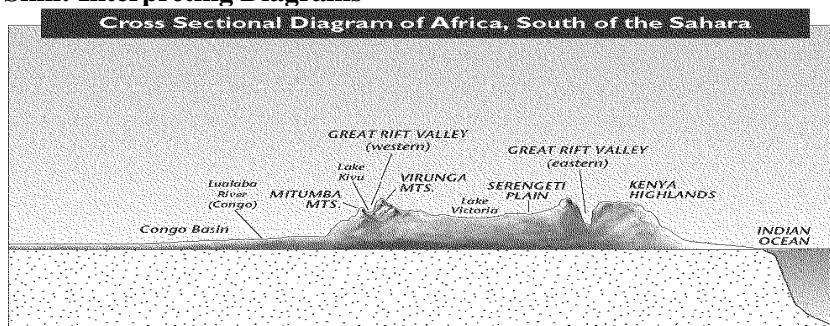 Cross Sectional Diagram of Africa, South of the Sahara
GREAT RIFT VALLEY
(western)
GREAT RIFT VALLEY
(eastern)
Lake
Kivu
VIRUNGA
MTS.
Lualaba
River
(Congo)
MITUMBA
MTS.
SERENGETI
PLAIN
KENYA
HIGHLANDS
Lake
Victoria
Congo Basin
INDIAN
OCEAN